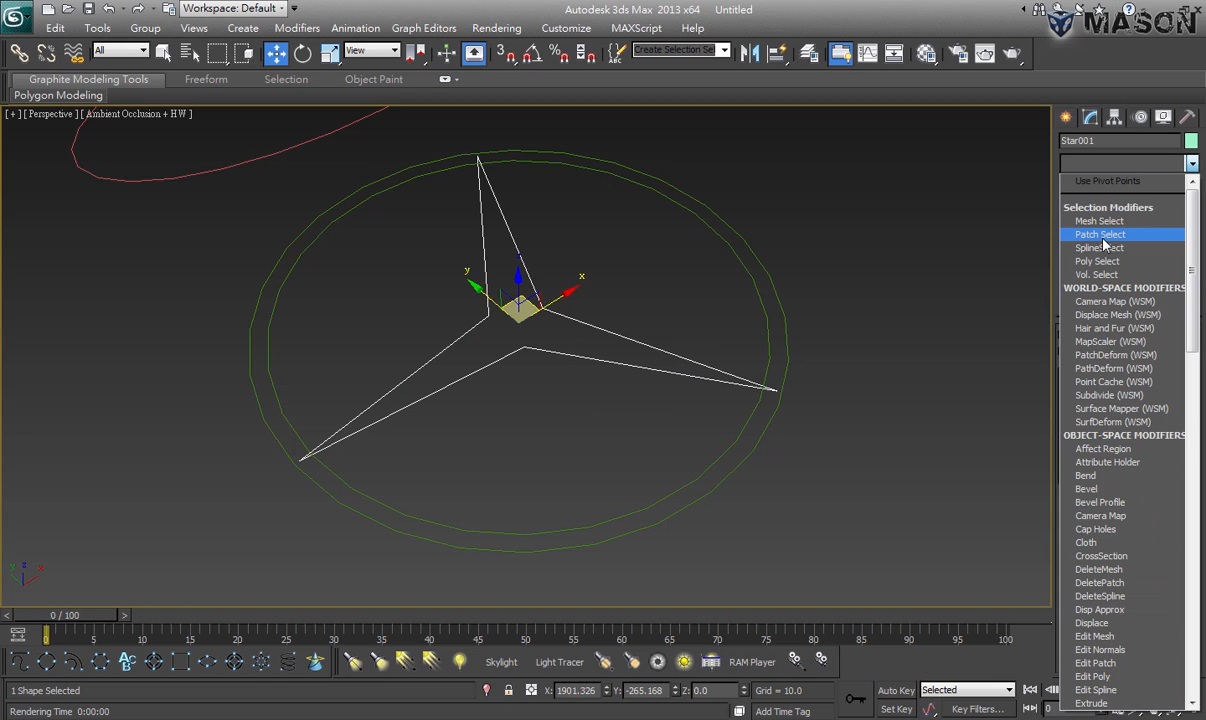 Workspace: Default
Autodesk 3ds Max 2013 x64 Untitled
MASON
Edit Tools Group Views Create Modifiers Animation Graph Editors Rendering Customize MAXScript Help
All View Create Selection Se
Graphite Modeling Tools Freeform Selection Object Paint
Polygon Modeling
[ + ] [ Perspective ] [ Ambient Occlusion + HW ]
Star001
Use Pivot Points
Selection Modifiers
Mesh Select
Patch Select
SplineSelect
Poly Select
Vol. Select
WORLD-SPACE MODIFIERS
Camera Map (WSM)
Displace Mesh (WSM)
Hair and Fur (WSM)
MapScaler (WSM)
PatchDeform (WSM)
PathDeform (WSM)
Point Cache (WSM)
Subdivide (WSM)
Surface Mapper (WSM)
SurfDeform (WSM)
OBJECT-SPACE MODIFIERS
Affect Region
Attribute Holder
Bend
Bevel
Bevel Profile
Camera Map
Cap Holes
Cloth
CrossSection
DeleteMesh
DeletePatch
DeleteSpline
Disp Approx
Displace
Edit Mesh
Edit Normals
Edit Patch
Edit Poly
Edit Spline
Extrude
y x
y z x
< 0 / 100 >
0 5 10 15 20 25 30 35 40 45 50 55 60 65 70 75 80 85 90 95 100
Skylight Light Tracer RAM Player
1 Shape Selected X: 1901.326 Y: -265.168 Z: 0.0 Grid = 10.0 Auto Key Selected
Rendering Time 0:00:00 Add Time Tag Set Key Key Filters... 0